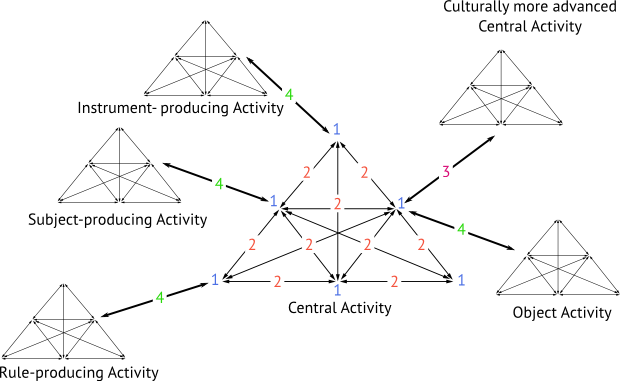 Culturally more advanced
Central Activity
4
Instrument- producing Activity
1
2
2
3
4
Subject-producing Activity
1
2
1
4
2
2
2
2
Object Activity
1
2
2
1
1
4
Central Activity
Rule-producing Activity